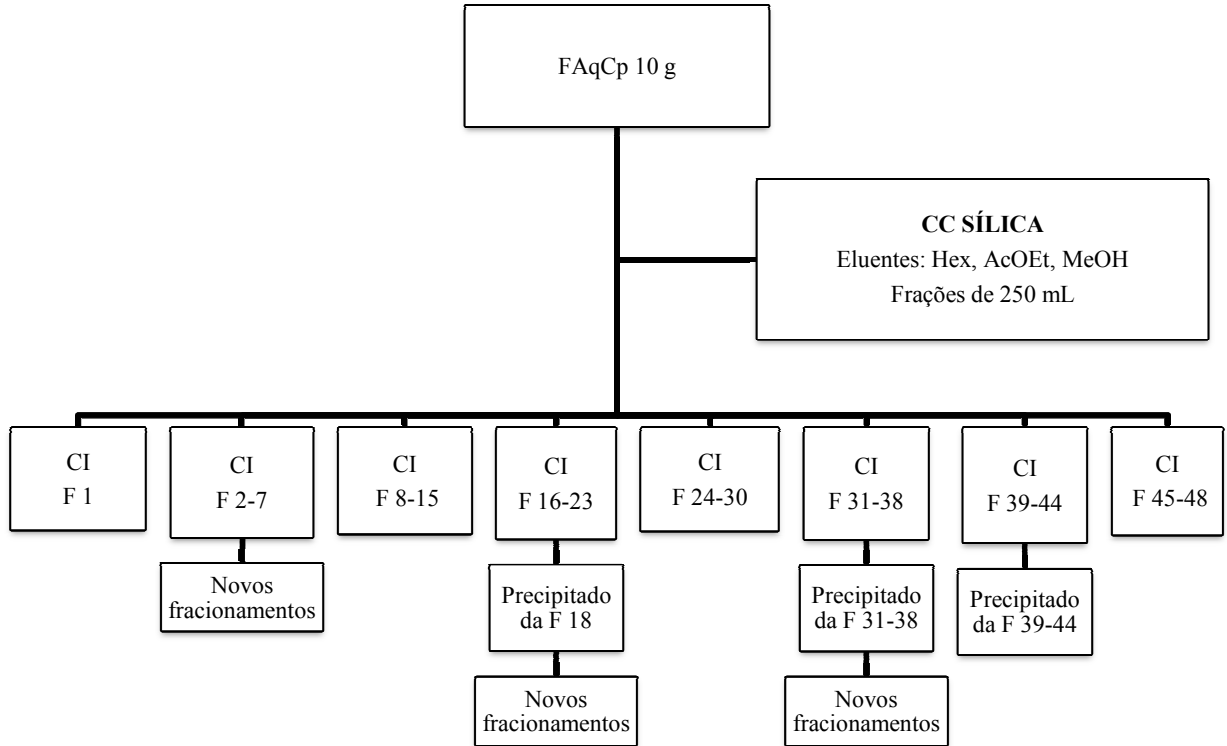 FAqCp 10 g
CC SÍLICA
Eluentes: Hex, AcOEt, MeOH
Frações de 250 mL
CI
F 1
CI
F 2-7
CI
F 8-15
CI
F 16-23
CI
F 24-30
CI
F 31-38
CI
F 39-44
CI
F 45-48
Novos
fracionamentos
Precipitado
da F 18
Precipitado
da F 31-38
Precipitado
da F 39-44
Novos
fracionamentos
Novos
fracionamentos